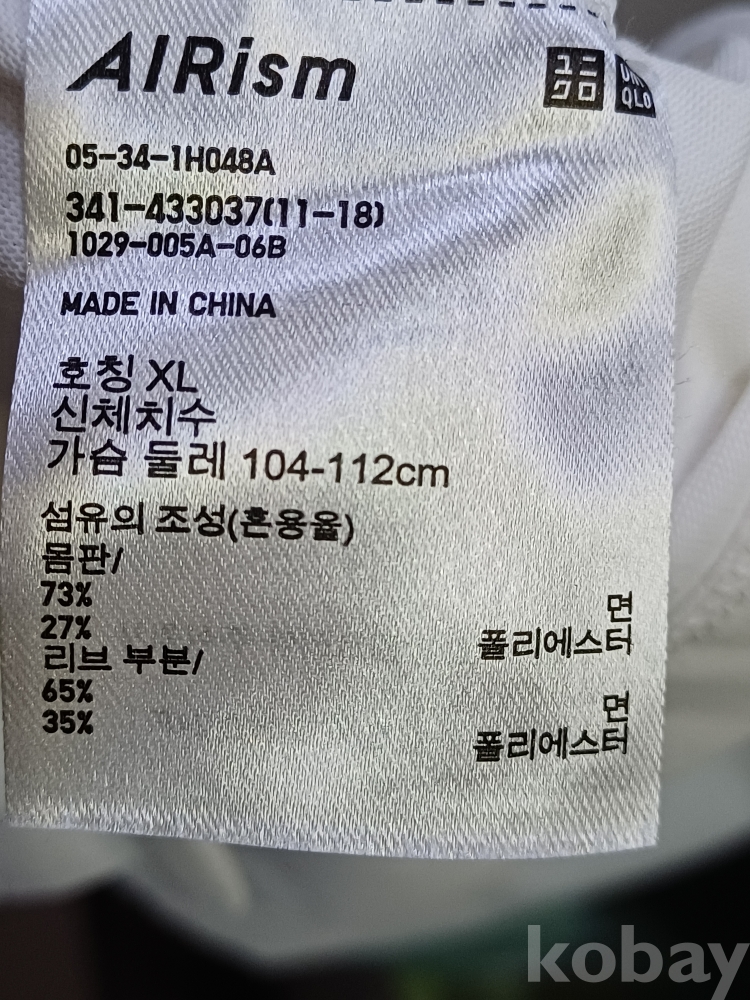 AIRism
ユニ
クロ
UNI
QLO
05-34-1H048A
341-433037(11-18)
1029-005A-06B
MADE IN CHINA
호칭 XL
신체치수
가슴 둘레 104-112cm
섬유의 조성(혼용율)
몸판/
73% 면
27% 폴리에스터
리브 부분/
65% 면
35% 폴리에스터
kobay